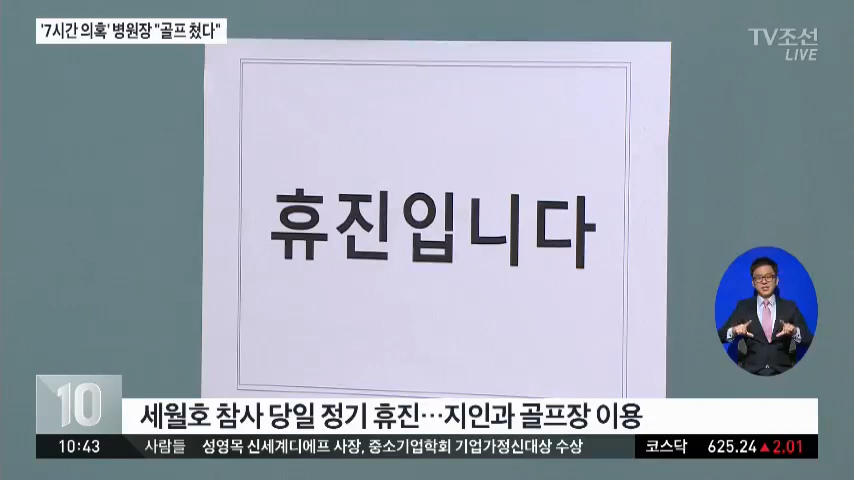 '7시간 의혹' 병원장 "골프 쳤다"
TV조선
LIVE
휴진입니다
10
세월호 참사 당일 정기 휴진…지인과 골프장 이용
10:43 사람들 성영목 신세계디에프 사장, 중소기업학회 기업가정신대상 수상 코스닥 625.24▲2.01